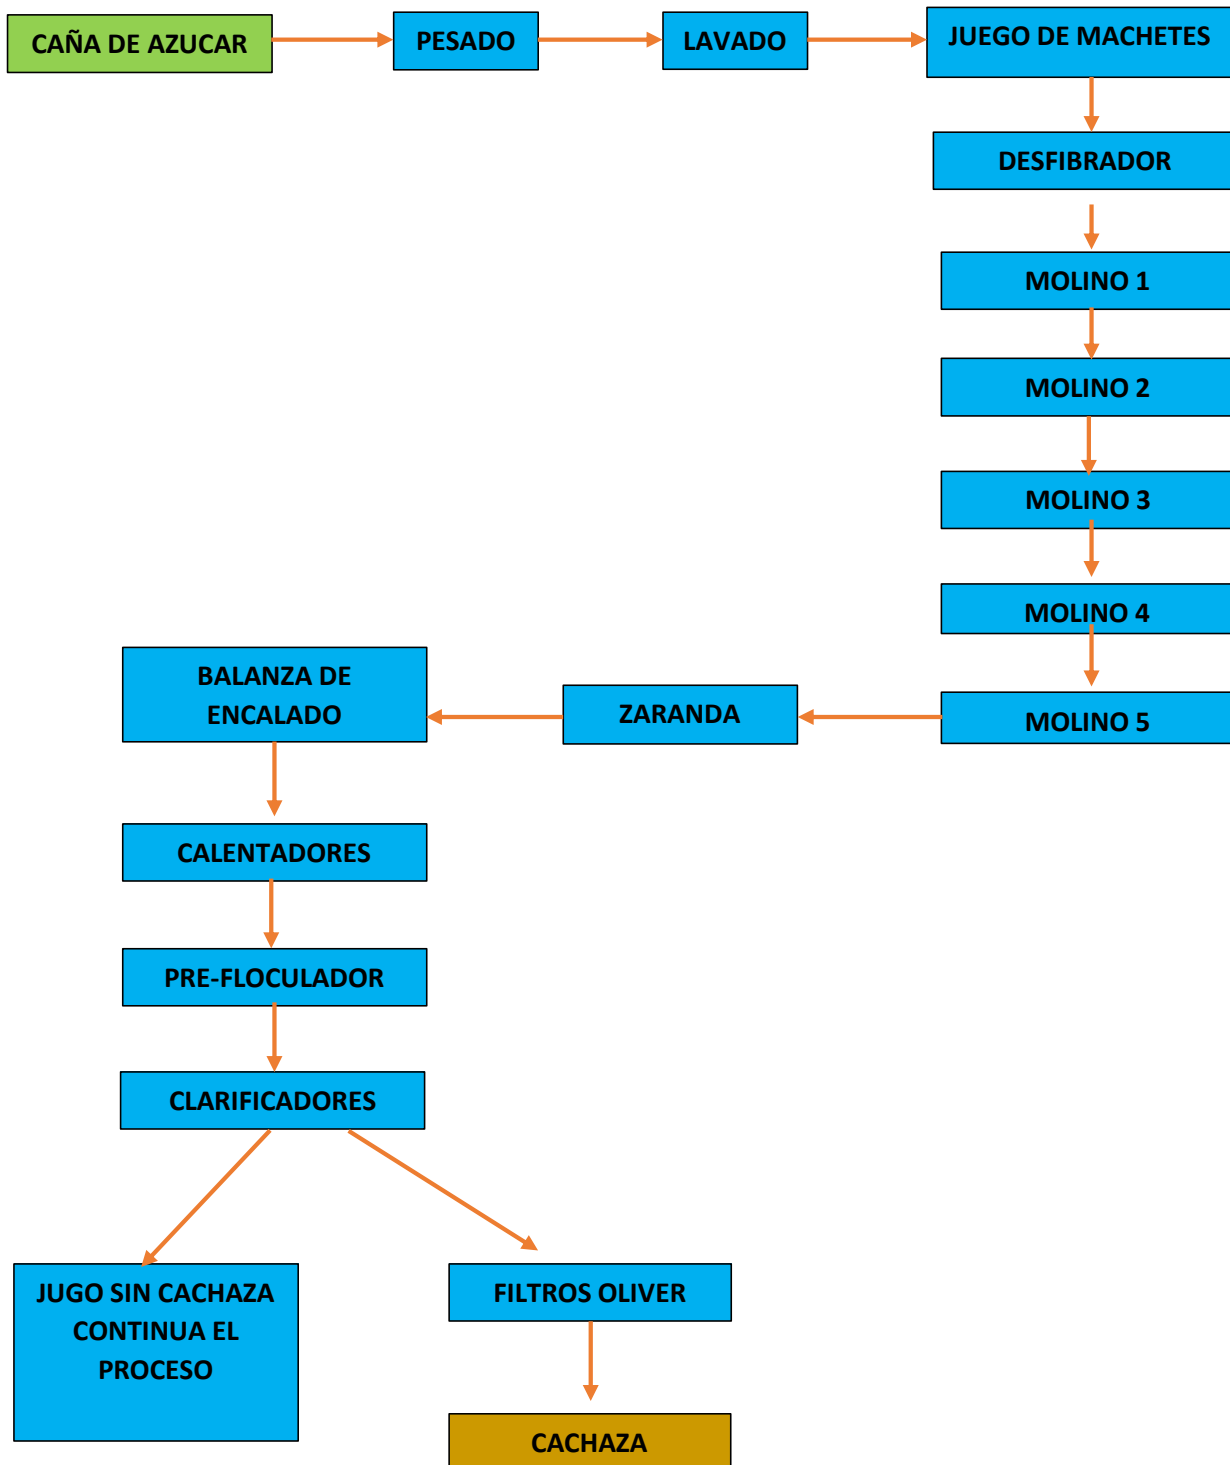 CAÑA DE AZUCAR
PESADO
LAVADO
JUEGO DE MACHETES
DESFIBRADOR
MOLINO 1
MOLINO 2
MOLINO 3
MOLINO 4
MOLINO 5
ZARANDA
BALANZA DE
ENCALADO
CALENTADORES
PRE-FLOCULADOR
CLARIFICADORES
JUGO SIN CACHAZA
CONTINUA EL
PROCESO
FILTROS OLIVER
CACHAZA